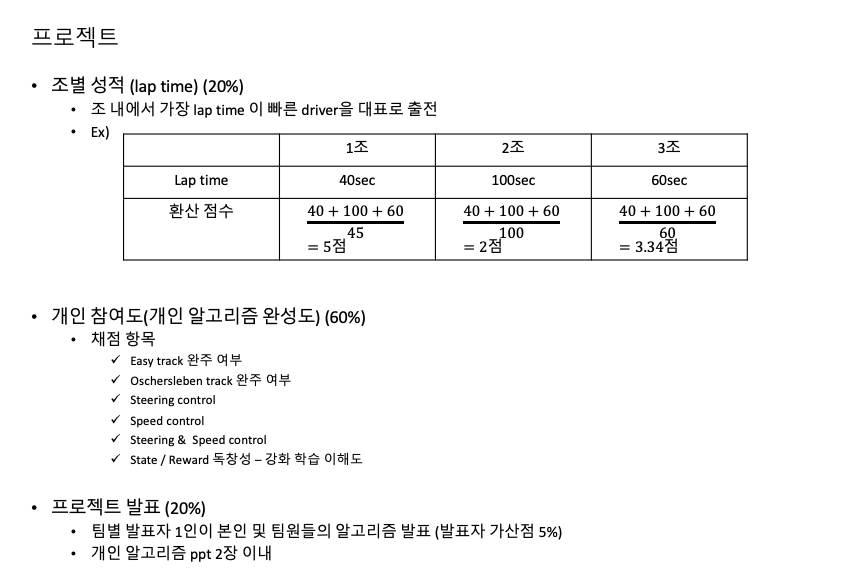 프로젝트
• 조별 성적 (lap time) (20%)
• 조 내에서 가장 lap time 이 빠른 driver을 대표로 출전
• Ex)
1조 2조 3조
Lap time 40sec 100sec 60sec
환산 점수 40 + 100 + 60 40 + 100 + 60 40 + 100 + 60
45 100 60
= 5점 = 2점 = 3.34점
• 개인 참여도(개인 알고리즘 완성도) (60%)
• 채점 항목
✓ Easy track 완주 여부
✓ Oschersleben track 완주 여부
✓ Steering control
✓ Speed control
✓ Steering & Speed control
✓ State / Reward 독창성 – 강화 학습 이해도
• 프로젝트 발표 (20%)
• 팀별 발표자 1인이 본인 및 팀원들의 알고리즘 발표 (발표자 가산점 5%)
• 개인 알고리즘 ppt 2장 이내